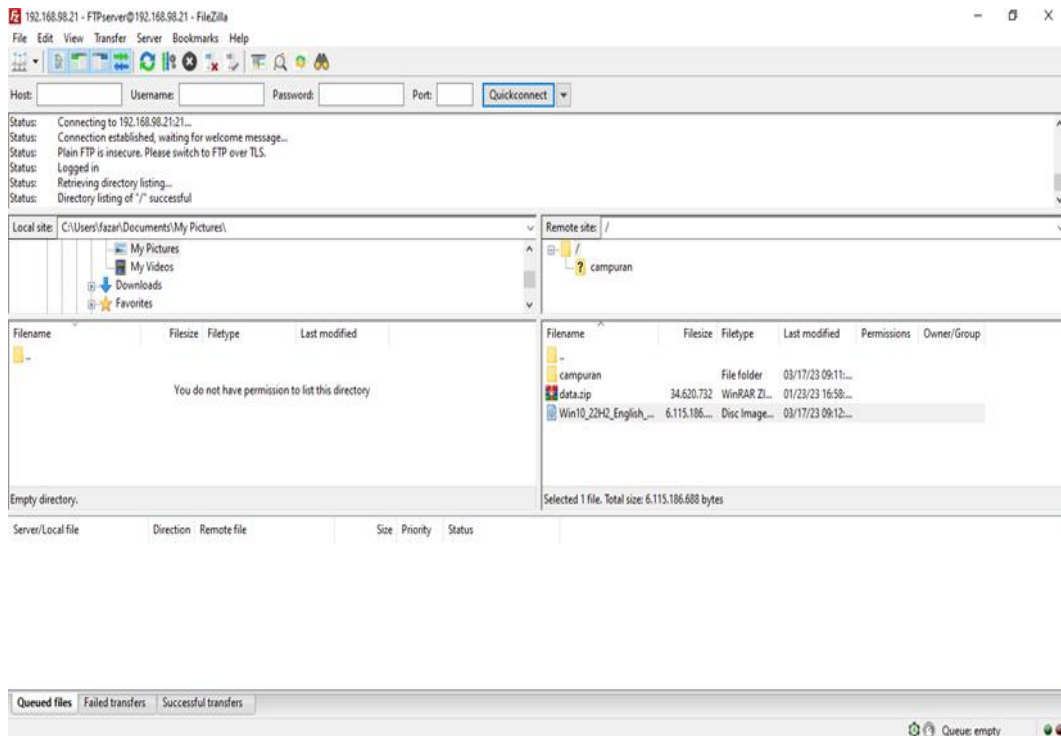 192.168.98.21 - FTPserver@192.168.98.21 - FileZilla
File Edit View Transfer Server Bookmarks Help
Host: Username: Password: Port: Quickconnect
Status: Connecting to 192.168.98.21:21...
Status: Connection established, waiting for welcome message...
Status: Plain FTP is insecure. Please switch to FTP over TLS.
Status: Logged in
Status: Retrieving directory listing...
Status: Directory listing of "/" successful
Local site: C:\Users\fazar\Documents\My Pictures\
My Pictures
My Videos
Downloads
Favorites
Remote site: /
/
campuran
Filename Filesize Filetype Last modified
..
You do not have permission to list this directory
Empty directory.
Filename Filesize Filetype Last modified Permissions Owner/Group
..
campuran File folder 03/17/23 09:11:...
data.zip 34.620.732 WinRAR ZI... 01/23/23 16:58:...
Win10_22H2_English_... 6.115.186.... Disc Image... 03/17/23 09:12:...
Selected 1 file. Total size: 6.115.186.688 bytes
Server/Local file Direction Remote file Size Priority Status
Queued files Failed transfers Successful transfers
Queue: empty